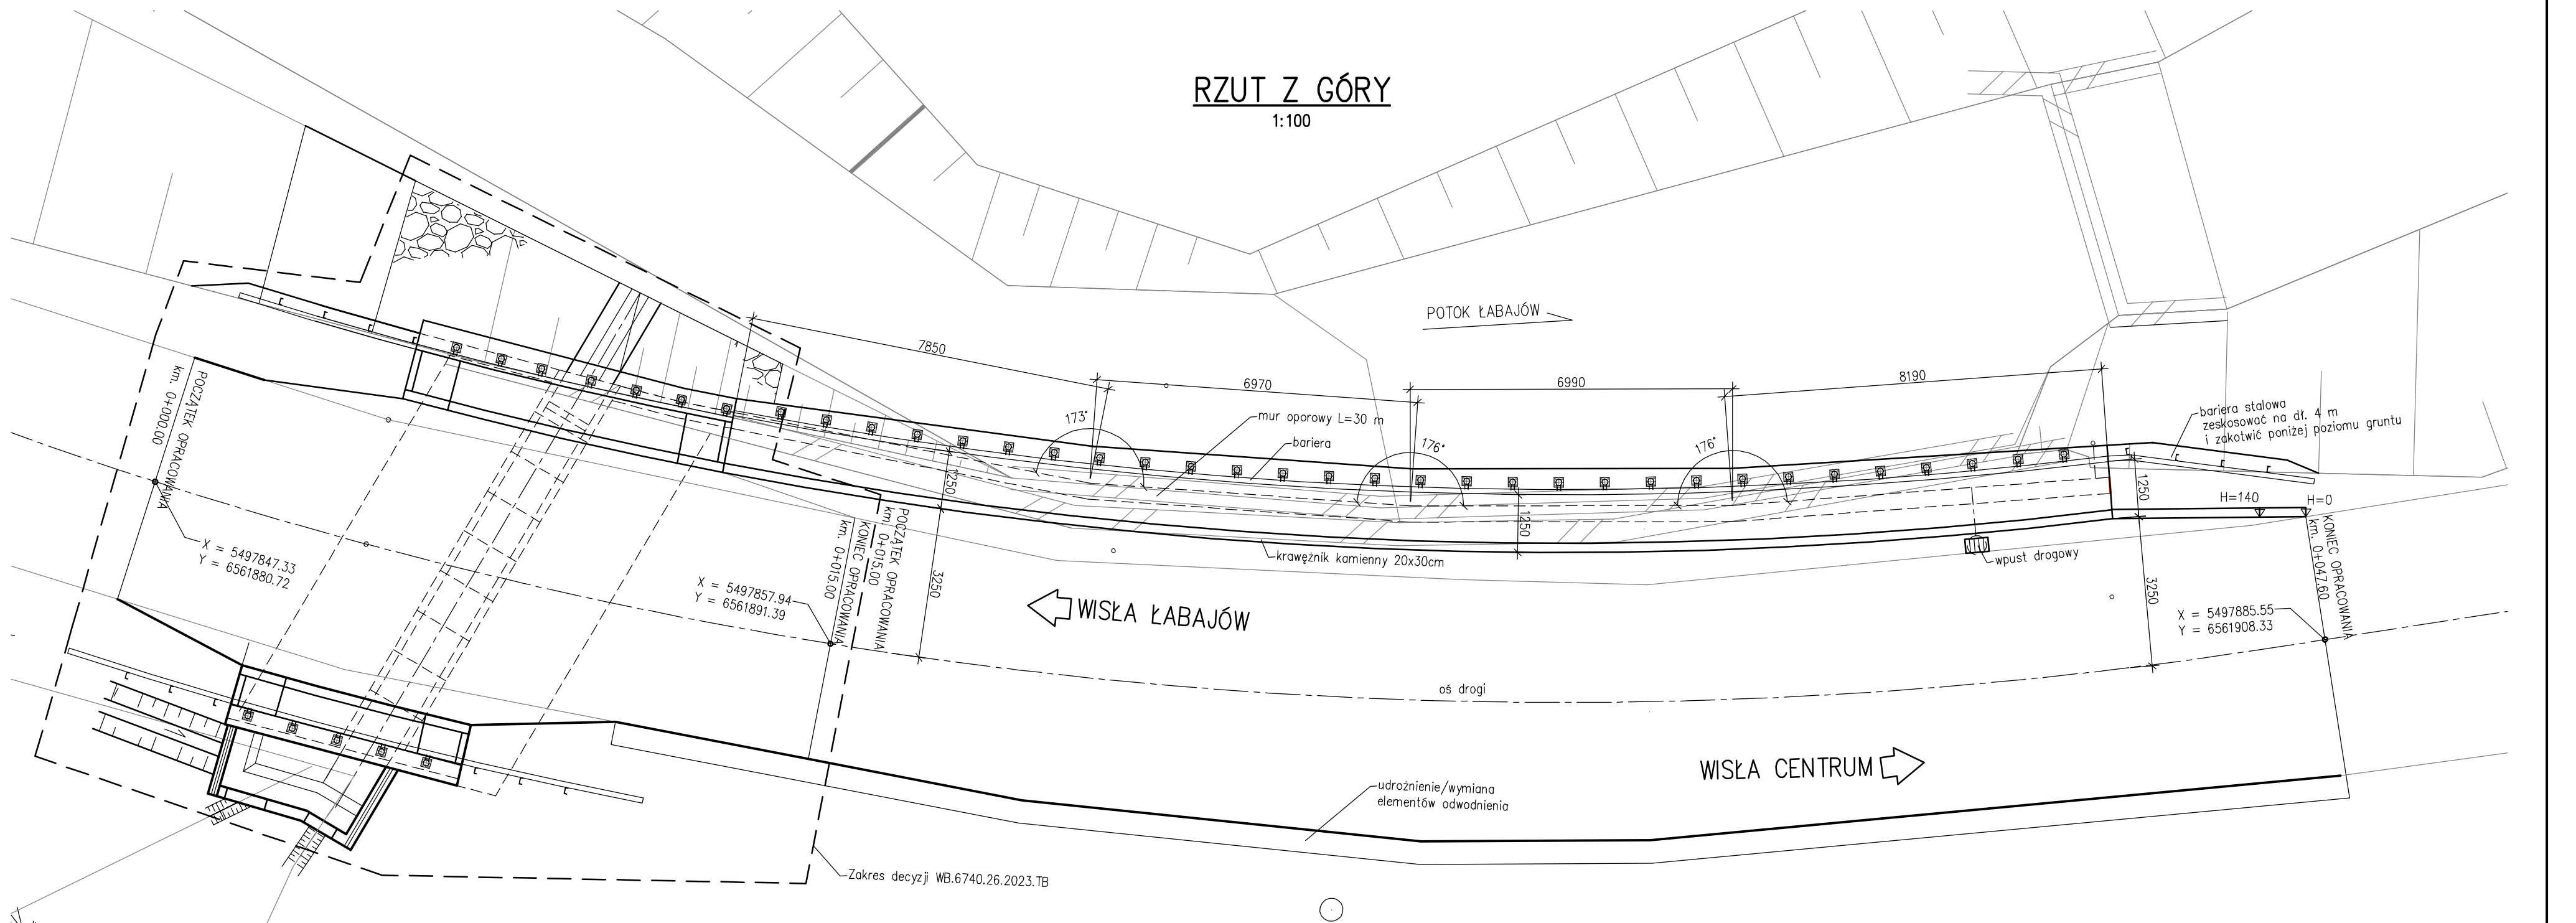 RZUT Z GÓRY
1:100
POTOK ŁABAJÓW
7850
6970
6990
8190
173°
176°
176°
mur oporowy L=30 m
bariera
bariera stalowa
zeskosować na dł. 4 m
i zakotwić poniżej poziomu gruntu
POCZĄTEK OPRACOWANIA
km. 0+000.00
X = 5497847.33
Y = 6561880.72
1250
1250
1250
H=140
H=0
krawężnik kamienny 20x30cm
wpust drogowy
POCZĄTEK OPRACOWANIA
km. 0+015.00
KONIEC OPRACOWANIA
km. 0+015.00
X = 5497857.94
Y = 6561891.39
3250
3250
WISŁA ŁABAJÓW
KONIEC OPRACOWANIA
km. 0+047.60
X = 5497885.55
Y = 6561908.33
oś drogi
WISŁA CENTRUM
udrożnienie/wymiana
elementów odwodnienia
Zakres decyzji WB.6740.26.2023.TB